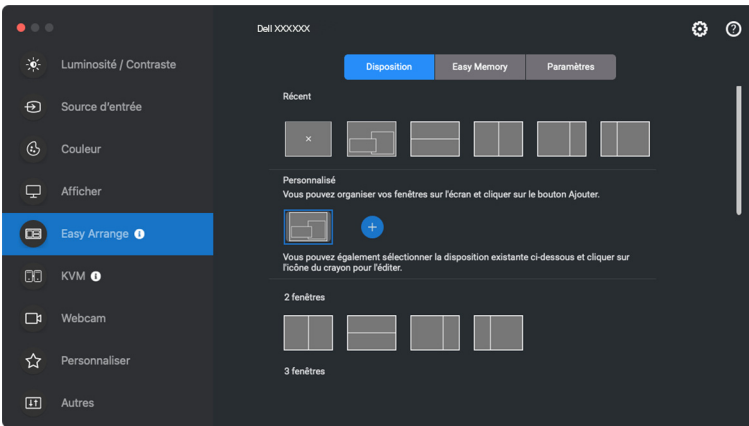 Dell XXXXXX
Luminosité / Contraste
Source d'entrée
Couleur
Afficher
Easy Arrange
KVM
Webcam
Personnaliser
Autres
Disposition Easy Memory Paramètres
Récent
Personnalisé
Vous pouvez organiser vos fenêtres sur l'écran et cliquer sur le bouton Ajouter.
Vous pouvez également sélectionner la disposition existante ci-dessous et cliquer sur
l'icône du crayon pour l'éditer.
2 fenêtres
3 fenêtres